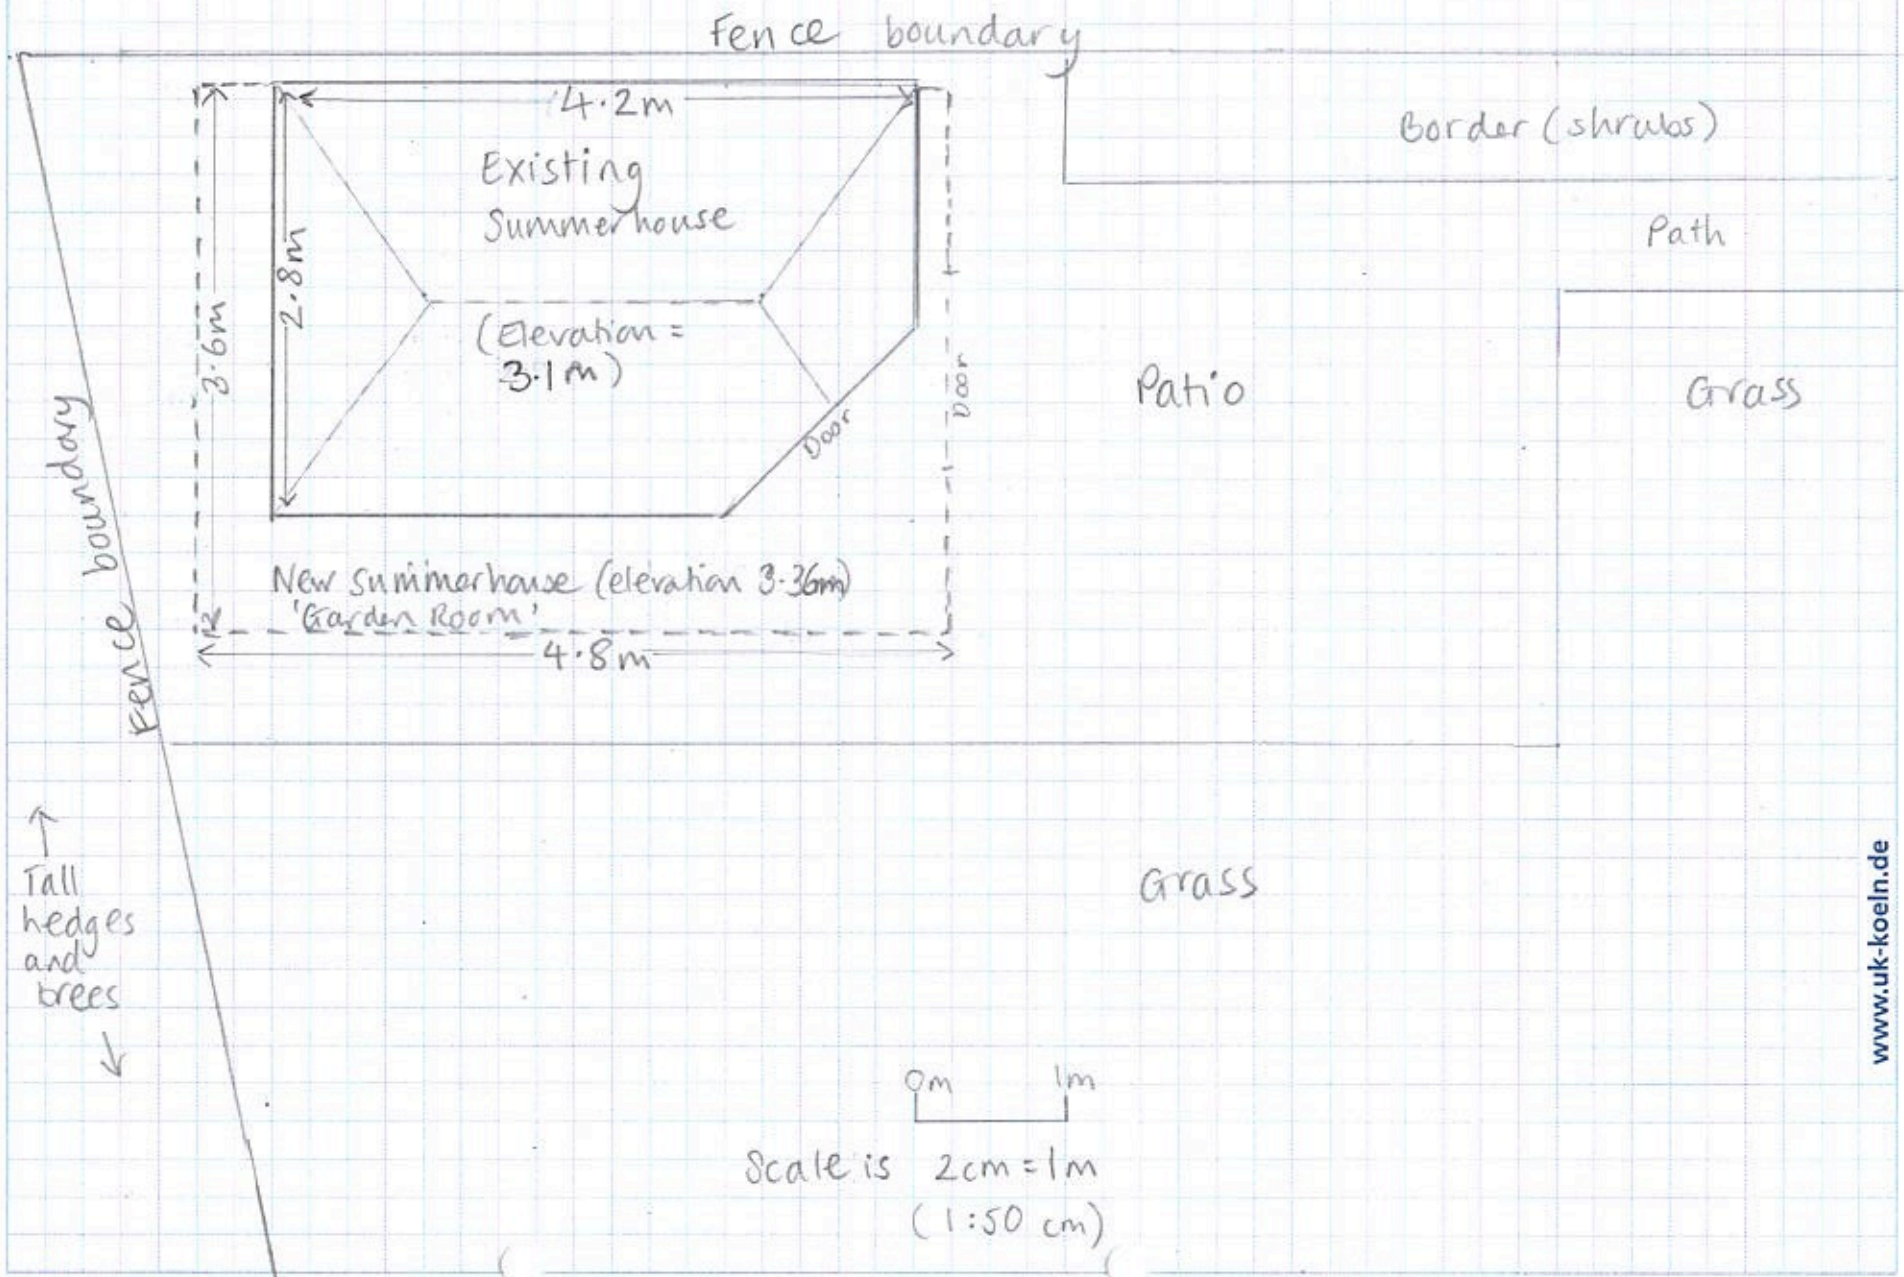 Fence boundary
4.2m
Existing
Summerhouse
2.8m
3.6m
(Elevation =
3.1m)
Door
Door
New summerhouse (elevation 3.36m)
'Garden Room'
4.8m
Border (shrubs)
Path
Patio
Grass
Fence boundary
Tall
hedges
and
trees
Grass
0m 1m
Scale is 2cm = 1m
(1:50 cm)
www.uk-koeln.de